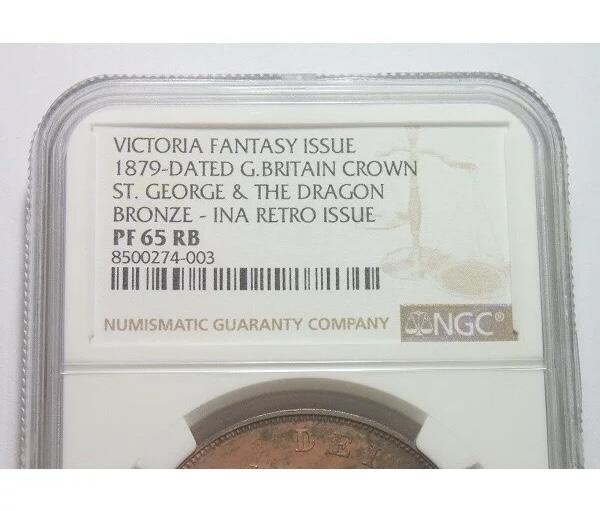 VICTORIA FANTASY ISSUE
1879-DATED G.BRITAIN CROWN
ST. GEORGE & THE DRAGON
BRONZE - INA RETRO ISSUE
PF 65 RB
8500274-003
NUMISMATIC GUARANTY COMPANY NGC®
DEI